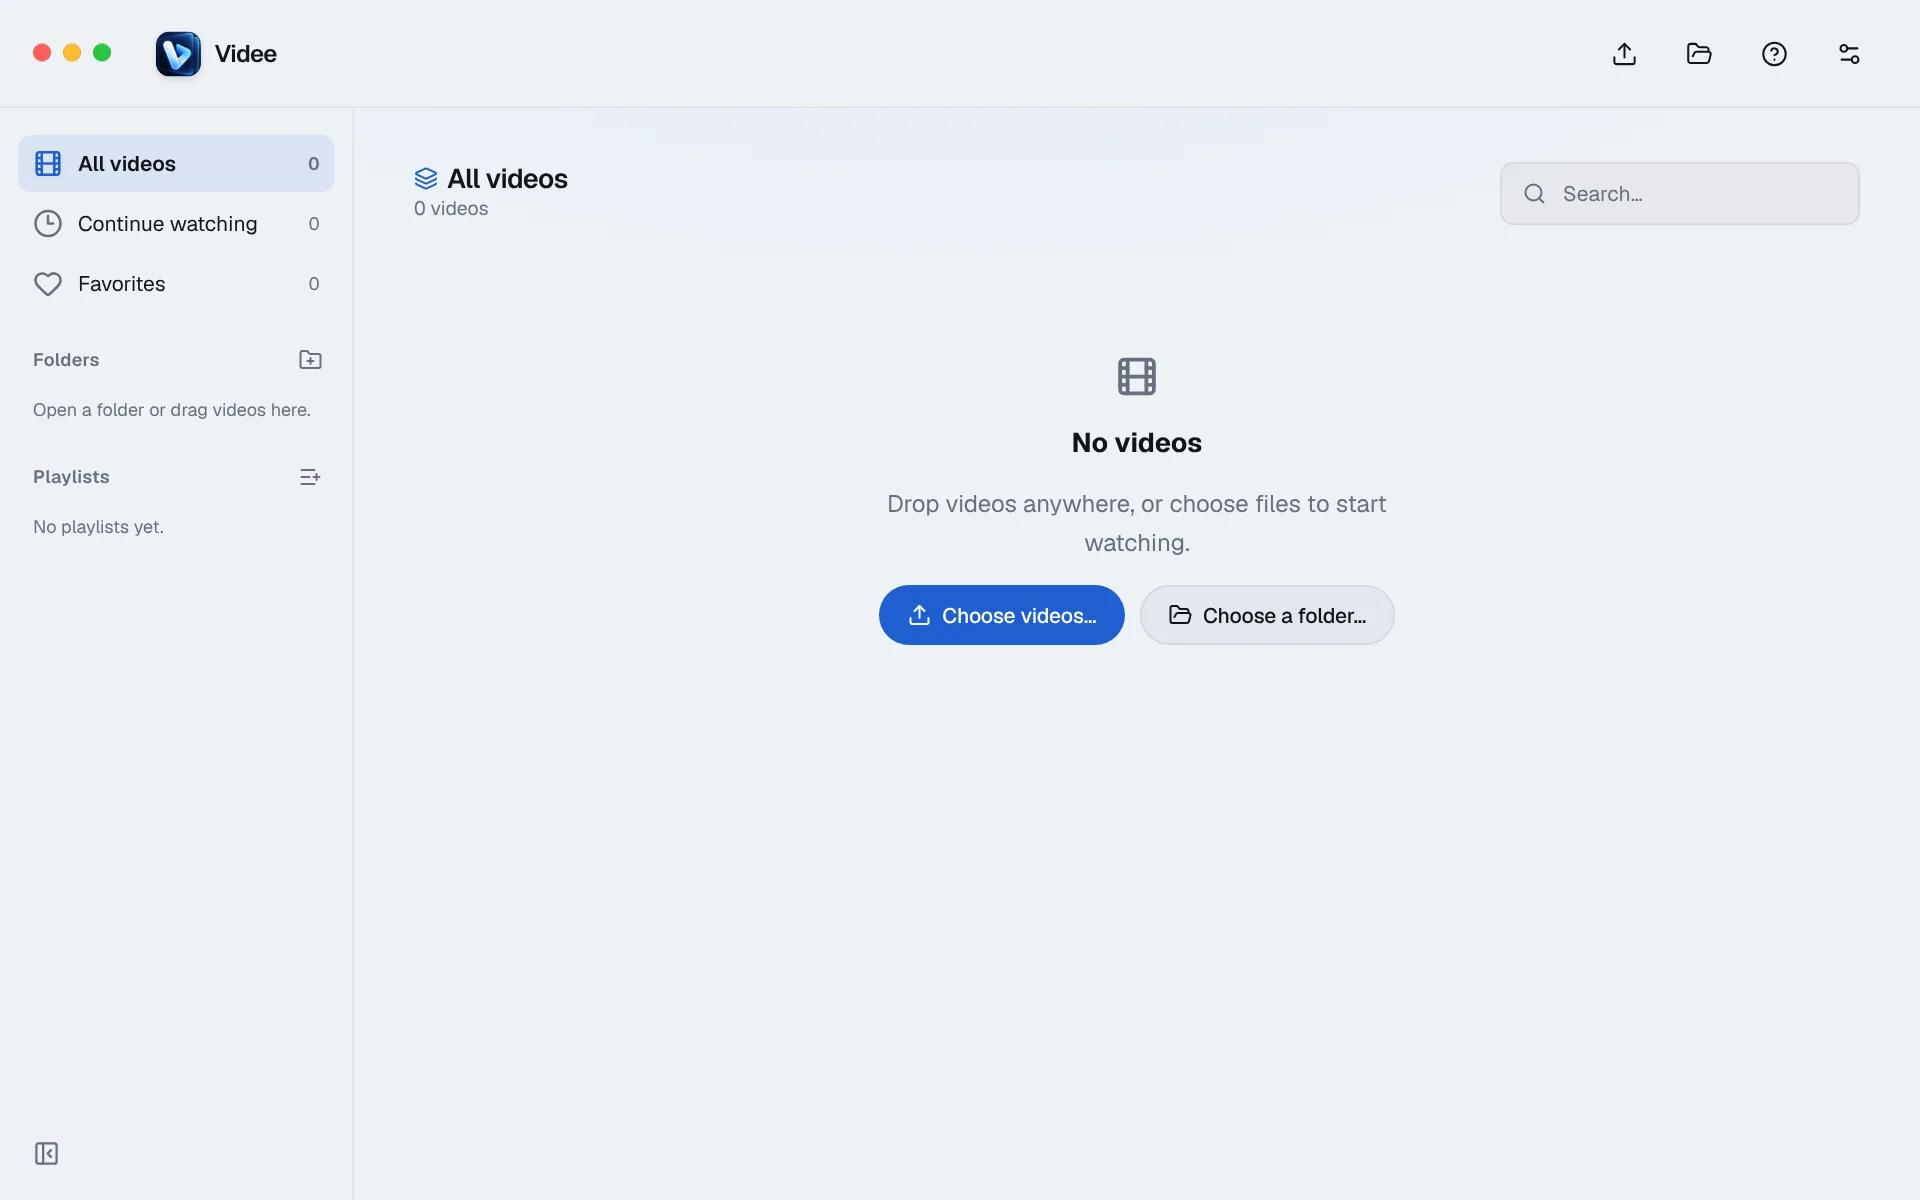 Videe
All videos 0
Continue watching 0
Favorites 0
Folders
Open a folder or drag videos here.
Playlists
No playlists yet.
All videos
0 videos
Search...
No videos
Drop videos anywhere, or choose files to start
watching.
Choose videos...
Choose a folder...